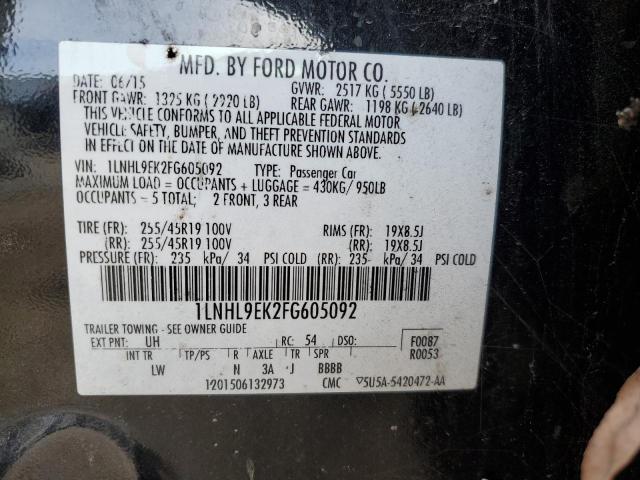 MFD. BY FORD MOTOR CO.
DATE: 06/15 GVWR: 2517 KG ( 5550 LB)
FRONT GAWR: 1325 KG ( 2920 LB) REAR GAWR: 1198 KG ( 2640 LB)
THIS VEHICLE CONFORMS TO ALL APPLICABLE FEDERAL MOTOR
VEHICLE SAFETY, BUMPER, AND THEFT PREVENTION STANDARDS
IN EFFECT ON THE DATE OF MANUFACTURE SHOWN ABOVE.
VIN: 1LNHL9EK2FG605092 TYPE: Passenger Car
MAXIMUM LOAD = OCCUPANTS + LUGGAGE = 430KG/ 950LB
OCCUPANTS = 5 TOTAL; 2 FRONT, 3 REAR
TIRE (FR): 255/45R19 100V RIMS (FR): 19X8.5J
(RR): 255/45R19 100V (RR): 19X8.5J
PRESSURE (FR): 235 kPa/ 34 PSI COLD (RR): 235 kPa/ 34 PSI COLD
1LNHL9EK2FG605092
TRAILER TOWING - SEE OWNER GUIDE
EXT PNT: UH RC: 54 DSO: F0087
INT TR TP/PS R AXLE TR SPR R0053
LW N 3A J BBBB
1201506132973 CMC ▽5U5A-5420472-AA